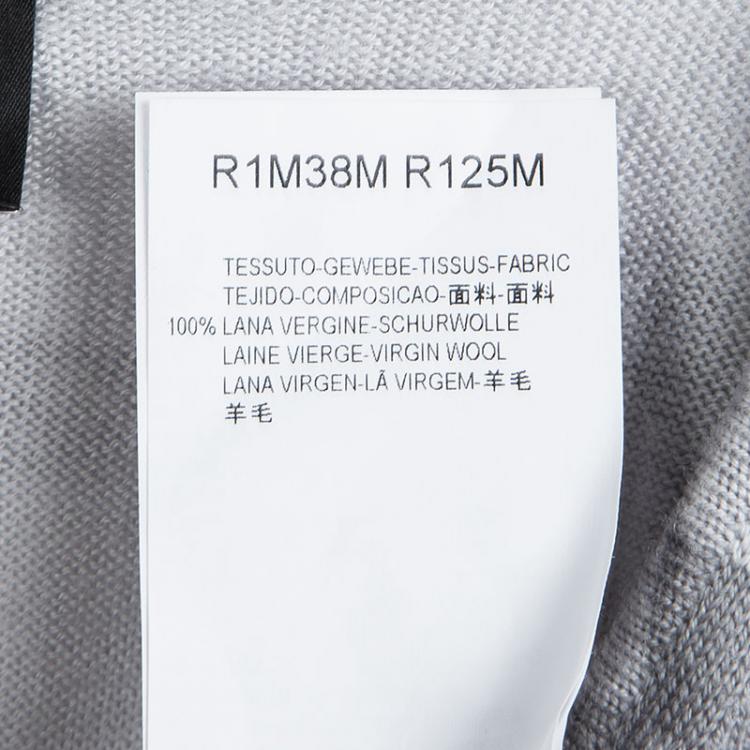 R1M38M R125M
TESSUTO-GEWEBE-TISSUS-FABRIC
TEJIDO-COMPOSICAO-面料-面料
100% LANA VERGINE-SCHURWOLLE
LAINE VIERGE-VIRGIN WOOL
LANA VIRGEN-LÃ VIRGEM-羊毛
羊毛